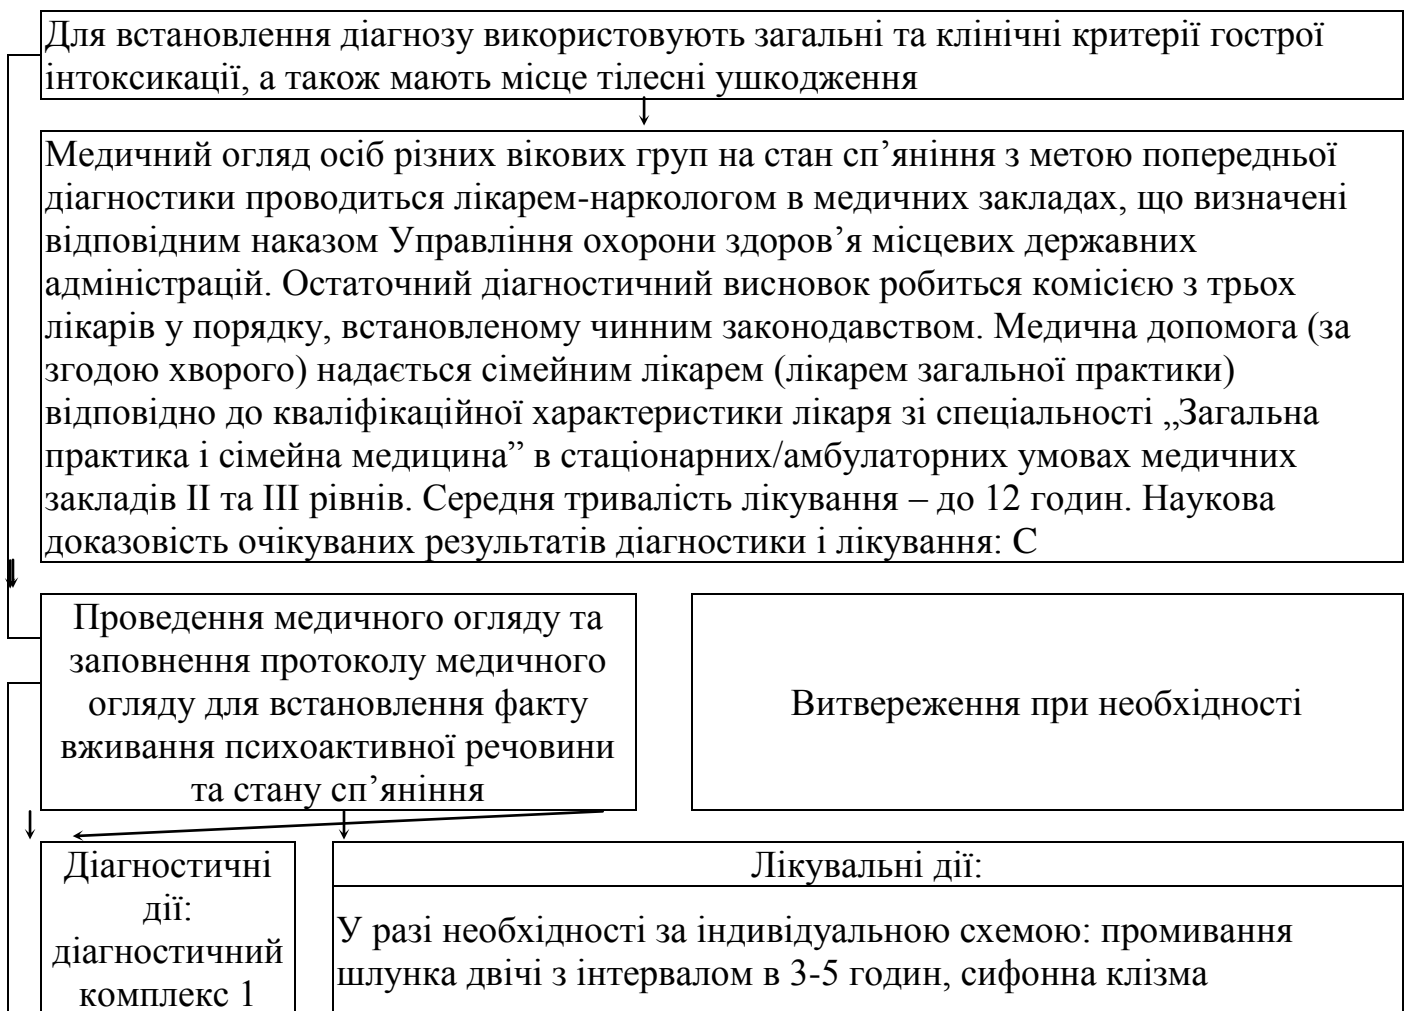 Для встановлення діагнозу використовують загальні та клінічні критерії гострої
інтоксикації, а також мають місце тілесні ушкодження
Медичний огляд осіб різних вікових груп на стан сп’яніння з метою попередньої
діагностики проводиться лікарем-наркологом в медичних закладах, що визначені
відповідним наказом Управління охорони здоров’я місцевих державних
адміністрацій. Остаточний діагностичний висновок робиться комісією з трьох
лікарів у порядку, встановленому чинним законодавством. Медична допомога (за
згодою хворого) надається сімейним лікарем (лікарем загальної практики)
відповідно до кваліфікаційної характеристики лікаря зі спеціальності „Загальна
практика і сімейна медицина” в стаціонарних/амбулаторних умовах медичних
закладів ІІ та ІІІ рівнів. Середня тривалість лікування – до 12 годин. Наукова
доказовість очікуваних результатів діагностики і лікування: С
Проведення медичного огляду та
заповнення протоколу медичного
огляду для встановлення факту
вживання психоактивної речовини
та стану сп’яніння
Витвереження при необхідності
Діагностичні
дії:
діагностичний
комплекс 1
Лікувальні дії:
У разі необхідності за індивідуальною схемою: промивання
шлунка двічі з інтервалом в 3-5 годин, сифонна клізма